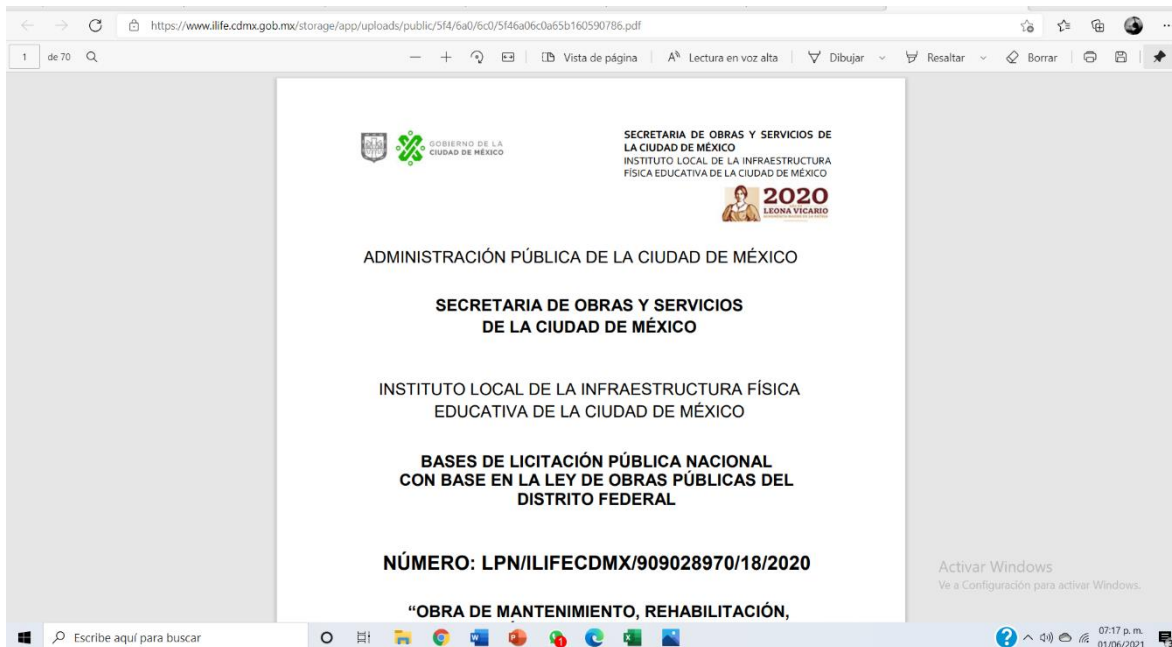 https://www.ilife.cdmx.gob.mx/storage/app/uploads/public/5f4/6a0/6c0/5f46a06c0a65b160590786.pdf
1 de 70 Vista de página Lectura en voz alta Dibujar Resaltar Borrar
GOBIERNO DE LA
CIUDAD DE MÉXICO
SECRETARIA DE OBRAS Y SERVICIOS DE
LA CIUDAD DE MÉXICO
INSTITUTO LOCAL DE LA INFRAESTRUCTURA
FÍSICA EDUCATIVA DE LA CIUDAD DE MÉXICO
2020
LEONA VICARIO
ADMINISTRACIÓN PÚBLICA DE LA CIUDAD DE MÉXICO
SECRETARIA DE OBRAS Y SERVICIOS
DE LA CIUDAD DE MÉXICO
INSTITUTO LOCAL DE LA INFRAESTRUCTURA FÍSICA
EDUCATIVA DE LA CIUDAD DE MÉXICO
BASES DE LICITACIÓN PÚBLICA NACIONAL
CON BASE EN LA LEY DE OBRAS PÚBLICAS DEL
DISTRITO FEDERAL
NÚMERO: LPN/ILIFECDMX/909028970/18/2020
“OBRA DE MANTENIMIENTO, REHABILITACIÓN,
Activar Windows
Ve a Configuración para activar Windows.
Escribe aquí para buscar
07:17 p. m.
01/06/2021